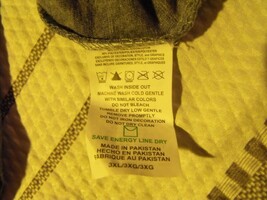 WASH INSIDE OUT
MACHINE WASH COLD GENTLE
WITH SIMILAR COLORS
DO NOT BLEACH
TUMBLE DRY LOW GENTLE
REMOVE PROMPTLY
DO NOT IRON DECORATION
DO NOT DRY CLEAN
SAVE ENERGY LINE DRY
MADE IN PAKISTAN
HECHO EN PAKISTAN
FABRIQUE AU PAKISTAN
3XL/3XG/3XG